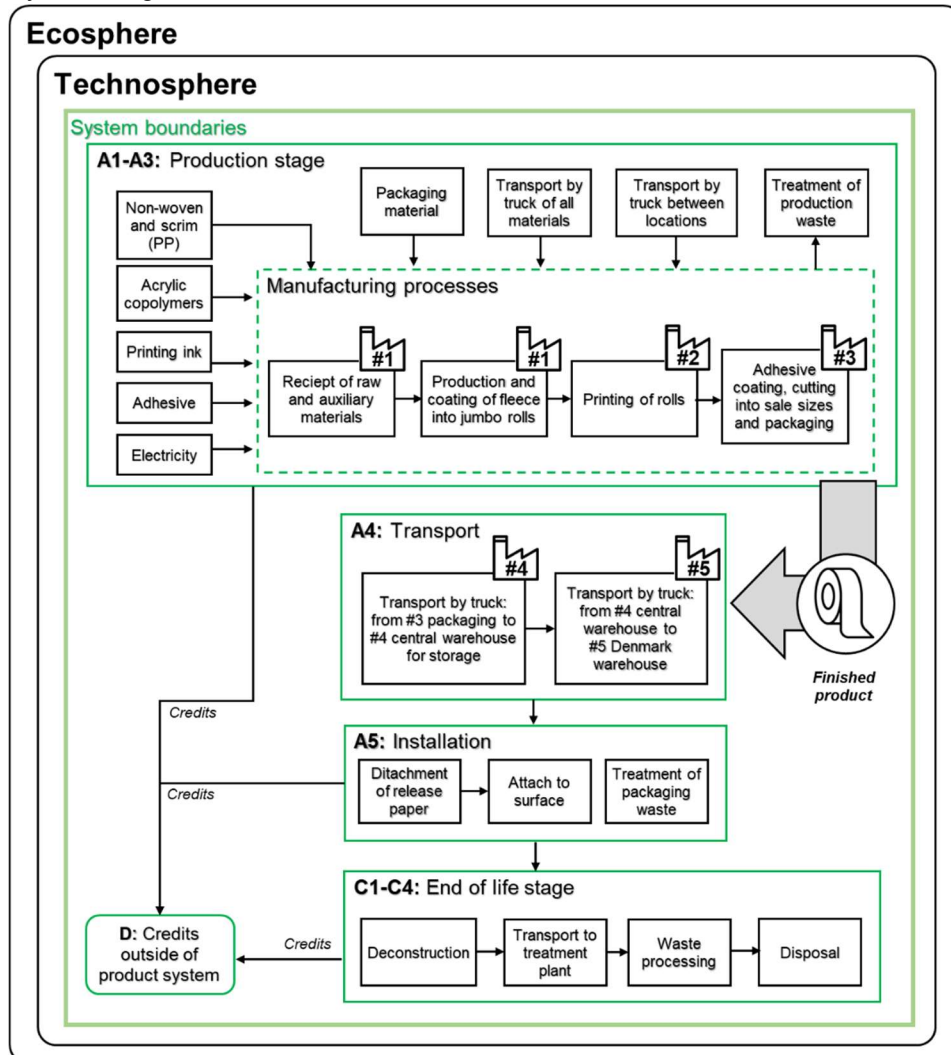 Ecosphere
Technosphere
System boundaries
A1-A3: Production stage
Non-woven
and scrim
(PP)
Acrylic
copolymers
Printing ink
Adhesive
Electricity
Packaging
material
Transport by
truck of all
materials
Transport by
truck between
locations
Treatment of
production
waste
Manufacturing processes
#1
Reciept of raw
and auxiliary
materials
#1
Production and
coating of fleece
into jumbo rolls
#2
Printing of rolls
#3
Adhesive
coating, cutting
into sale sizes
and packaging
A4: Transport
#4
Transport by truck:
from #3 packaging to
#4 central warehouse
for storage
#5
Transport by truck:
from #4 central
warehouse to
#5 Denmark
warehouse
Finished
product
Credits
A5: Installation
Ditachment
of release
paper
Attach to
surface
Treatment of
packaging
waste
Credits
C1-C4: End of life stage
Deconstruction
Transport to
treatment
plant
Waste
processing
Disposal
Credits
D: Credits
outside of
product system